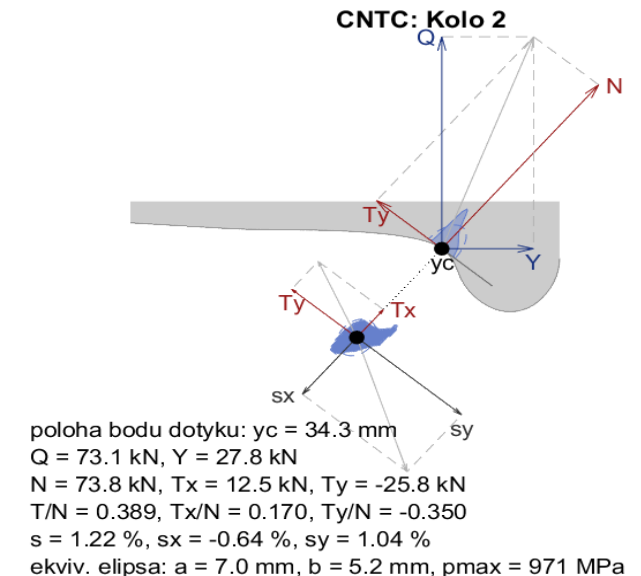 CNTC: Kolo 2
Q
N
Ty
yc
Y
Ty
Tx
sx
sy
poloha bodu dotyku: yc = 34.3 mm
Q = 73.1 kN, Y = 27.8 kN
N = 73.8 kN, Tx = 12.5 kN, Ty = -25.8 kN
T/N = 0.389, Tx/N = 0.170, Ty/N = -0.350
s = 1.22 %, sx = -0.64 %, sy = 1.04 %
ekviv. elipsa: a = 7.0 mm, b = 5.2 mm, pmax = 971 MPa